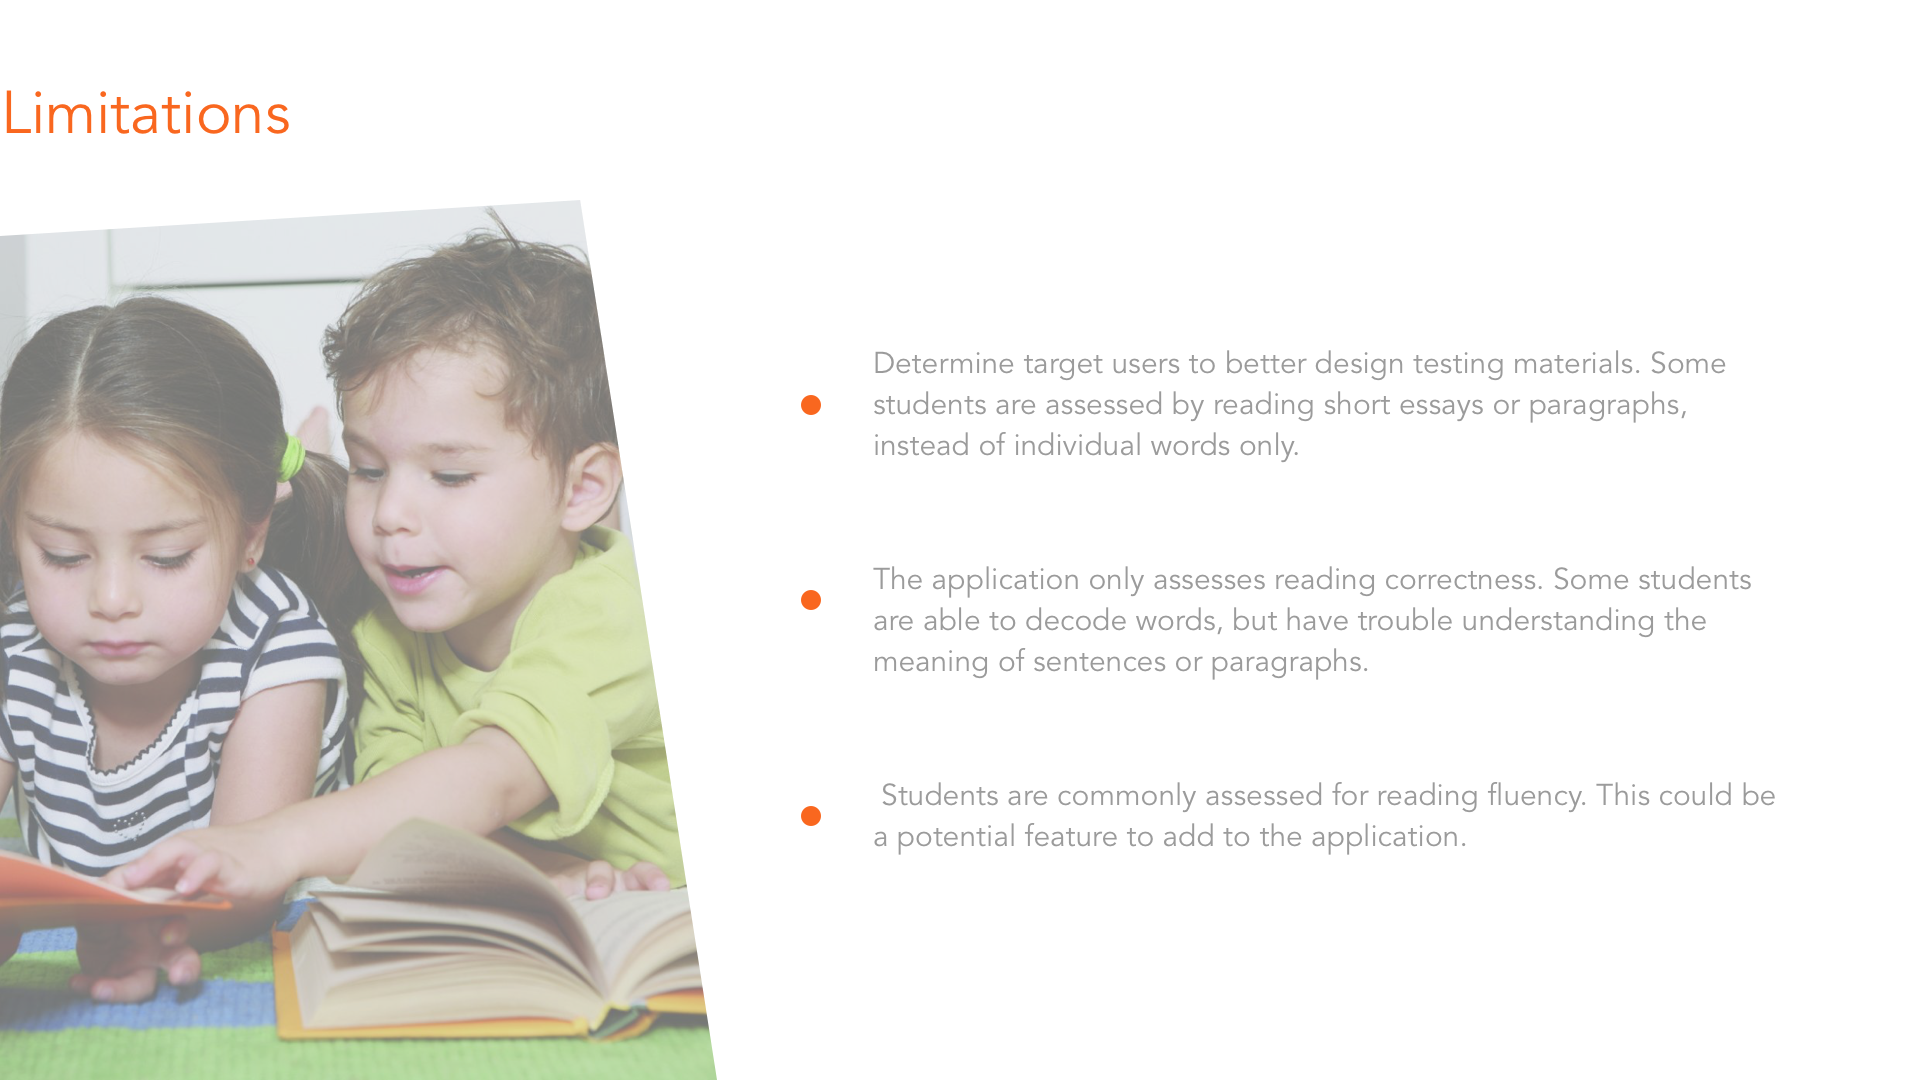 Limitations
Determine target users to better design testing materials. Some
students are assessed by reading short essays or paragraphs,
instead of individual words only.
The application only assesses reading correctness. Some students
are able to decode words, but have trouble understanding the
meaning of sentences or paragraphs.
Students are commonly assessed for reading fluency. This could be
a potential feature to add to the application.